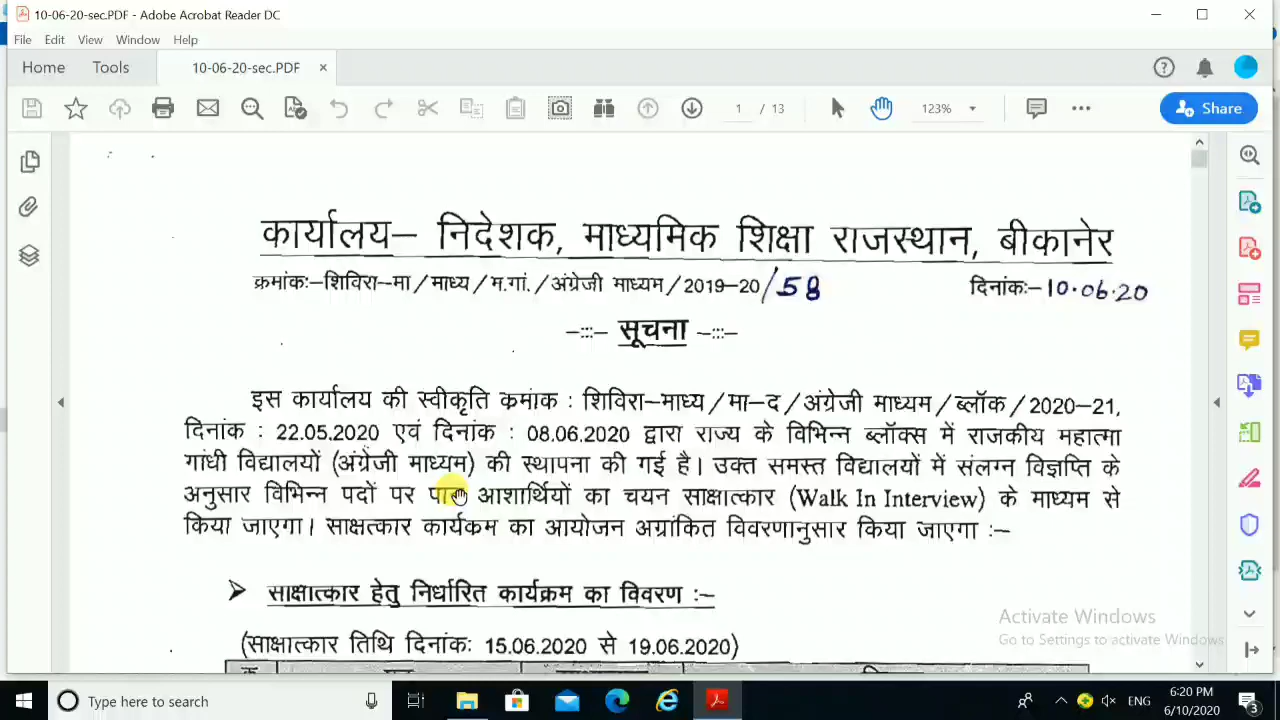 10-06-20-sec.PDF - Adobe Acrobat Reader DC
File Edit View Window Help
Home Tools 10-06-20-sec.PDF ×
1 / 13 123% Share
कार्यालय– निदेशक, माध्यमिक शिक्षा राजस्थान, बीकानेर
क्रमांकः–शिविरा–मा/माध्य/म.गां./अंग्रेजी माध्यम/2019–20/58 दिनांकः–10.06.20
–:::– सूचना –:::–
इस कार्यालय की स्वीकृति क्रमांक : शिविरा–माध्य/मा–द/अंग्रेजी माध्यम/ब्लॉक/2020–21,
दिनांक : 22.05.2020 एवं दिनांक : 08.06.2020 द्वारा राज्य के विभिन्न ब्लॉक्स में राजकीय महात्मा
गांधी विद्यालयों (अंग्रेजी माध्यम) की स्थापना की गई है। उक्त समस्त विद्यालयों में संलग्न विज्ञप्ति के
अनुसार विभिन्न पदों पर आशार्थियों का चयन साक्षात्कार (Walk In Interview) के माध्यम से
किया जाएगा। साक्षत्कार कार्यक्रम का आयोजन अग्रांकित विवरणानुसार किया जाएगा :–
➢ साक्षात्कार हेतु निर्धारित कार्यक्रम का विवरण :–
(साक्षात्कार तिथि दिनांकः 15.06.2020 से 19.06.2020)
Activate Windows
Go to Settings to activate Windows
Type here to search
ENG
6:20 PM
6/10/2020
3